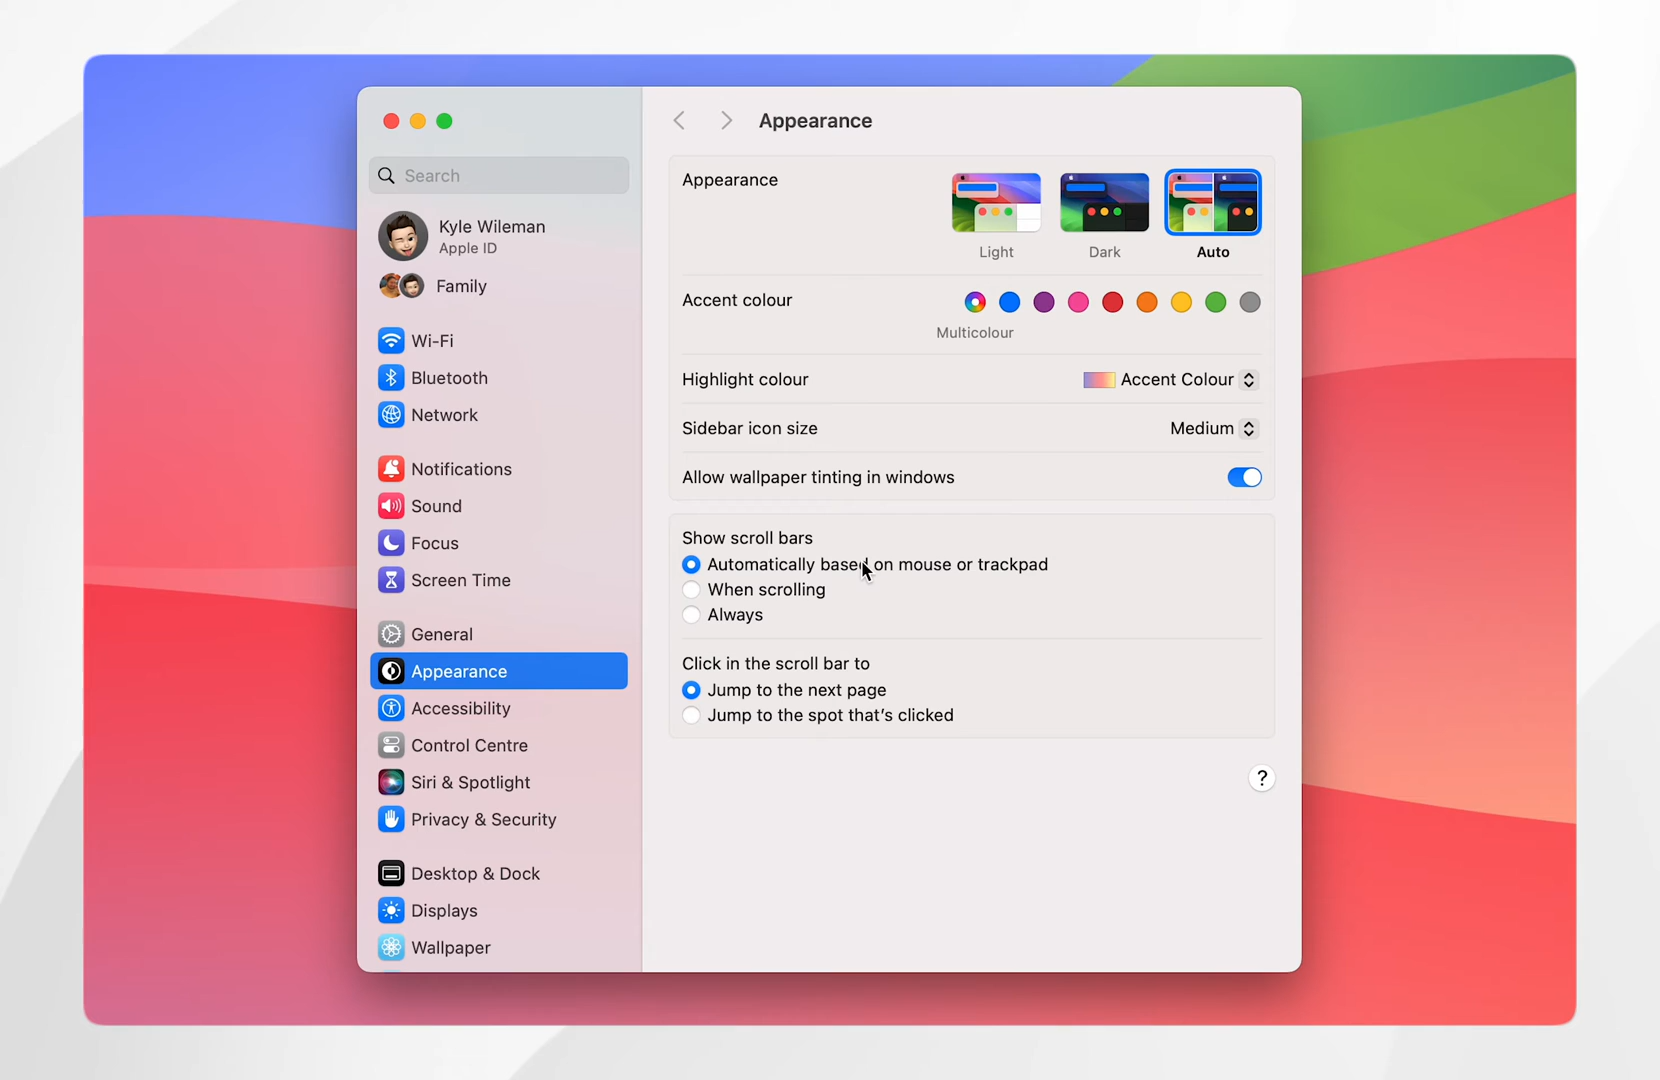 Search
Kyle Wileman
Apple ID
Family
Wi-Fi
Bluetooth
Network
Notifications
Sound
Focus
Screen Time
General
Appearance
Accessibility
Control Centre
Siri & Spotlight
Privacy & Security
Desktop & Dock
Displays
Wallpaper
Appearance
Appearance
Light Dark Auto
Accent colour
Multicolour
Highlight colour Accent Colour
Sidebar icon size Medium
Allow wallpaper tinting in windows
Show scroll bars
Automatically based on mouse or trackpad
When scrolling
Always
Click in the scroll bar to
Jump to the next page
Jump to the spot that’s clicked
?